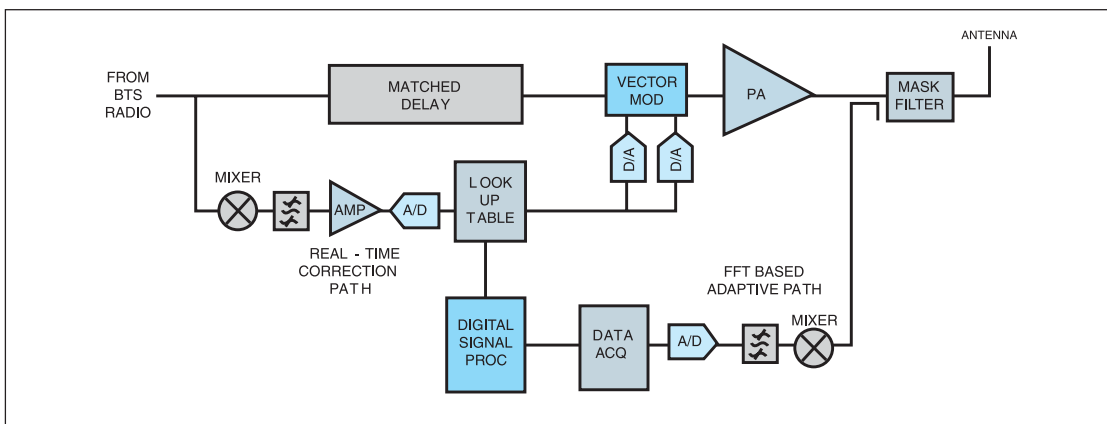 ANTENNA
FROM
BTS
RADIO
MATCHED
DELAY
VECTOR
MOD
PA
MASK
FILTER
D/A
D/A
MIXER
AMP
A/D
LOOK
UP
TABLE
REAL - TIME
CORRECTION
PATH
FFT BASED
ADAPTIVE PATH
DIGITAL
SIGNAL
PROC
DATA
ACQ
A/D
MIXER